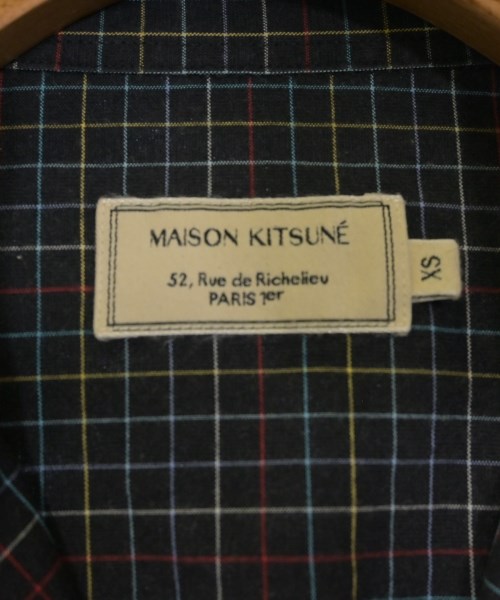 MAISON KITSUNÉ
52, Rue de Richelieu
PARIS 1er
XS